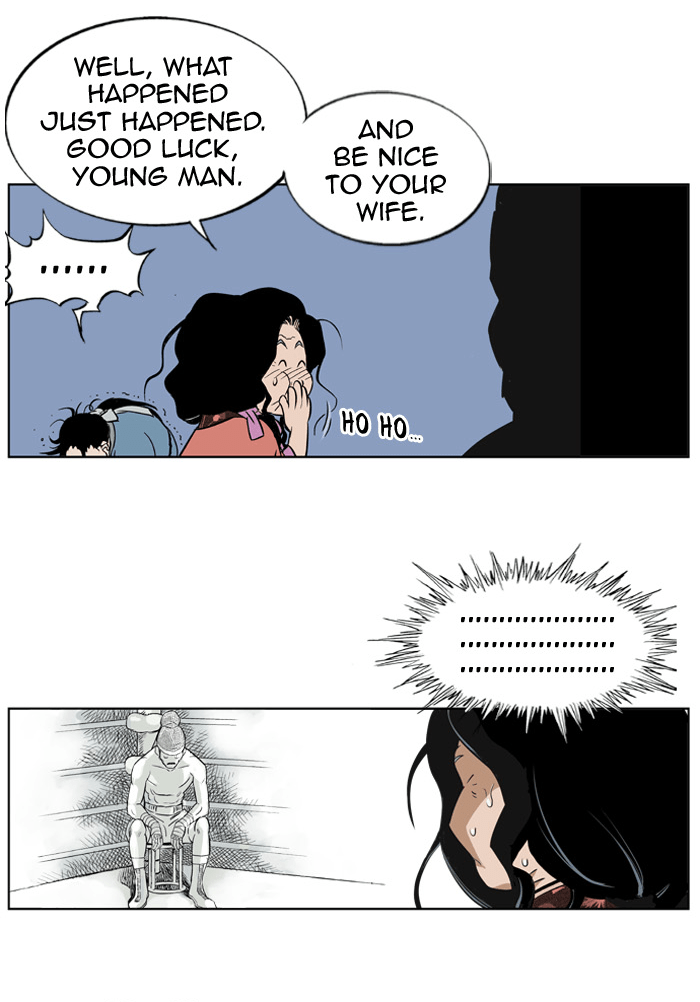 WELL, WHAT
HAPPENED
JUST HAPPENED.
GOOD LUCK,
YOUNG MAN.
AND
BE NICE
TO YOUR
WIFE.
......
HO HO...
....................
....................
....................